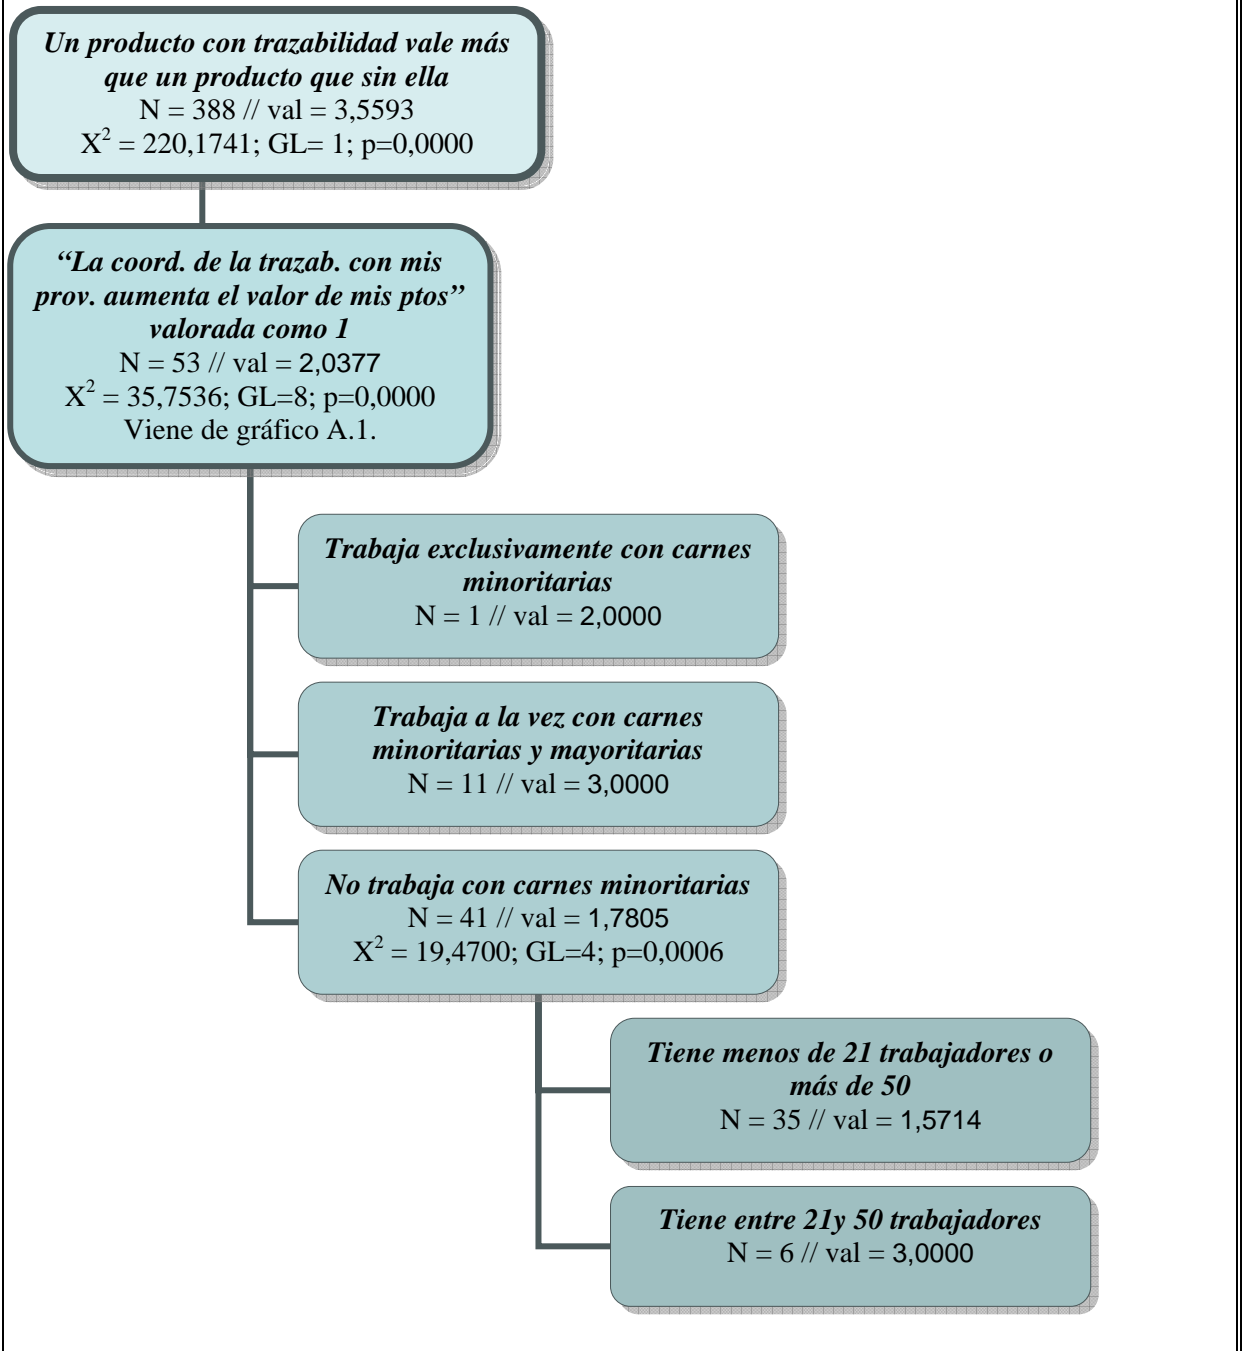 Un producto con trazabilidad vale más
que un producto que sin ella
N = 388 // val = 3,5593
X² = 220,1741; GL= 1; p=0,0000
“La coord. de la trazab. con mis
prov. aumenta el valor de mis ptos”
valorada como 1
N = 53 // val = 2,0377
X² = 35,7536; GL=8; p=0,0000
Viene de gráfico A.1.
Trabaja exclusivamente con carnes
minoritarias
N = 1 // val = 2,0000
Trabaja a la vez con carnes
minoritarias y mayoritarias
N = 11 // val = 3,0000
No trabaja con carnes minoritarias
N = 41 // val = 1,7805
X² = 19,4700; GL=4; p=0,0006
Tiene menos de 21 trabajadores o
más de 50
N = 35 // val = 1,5714
Tiene entre 21y 50 trabajadores
N = 6 // val = 3,0000